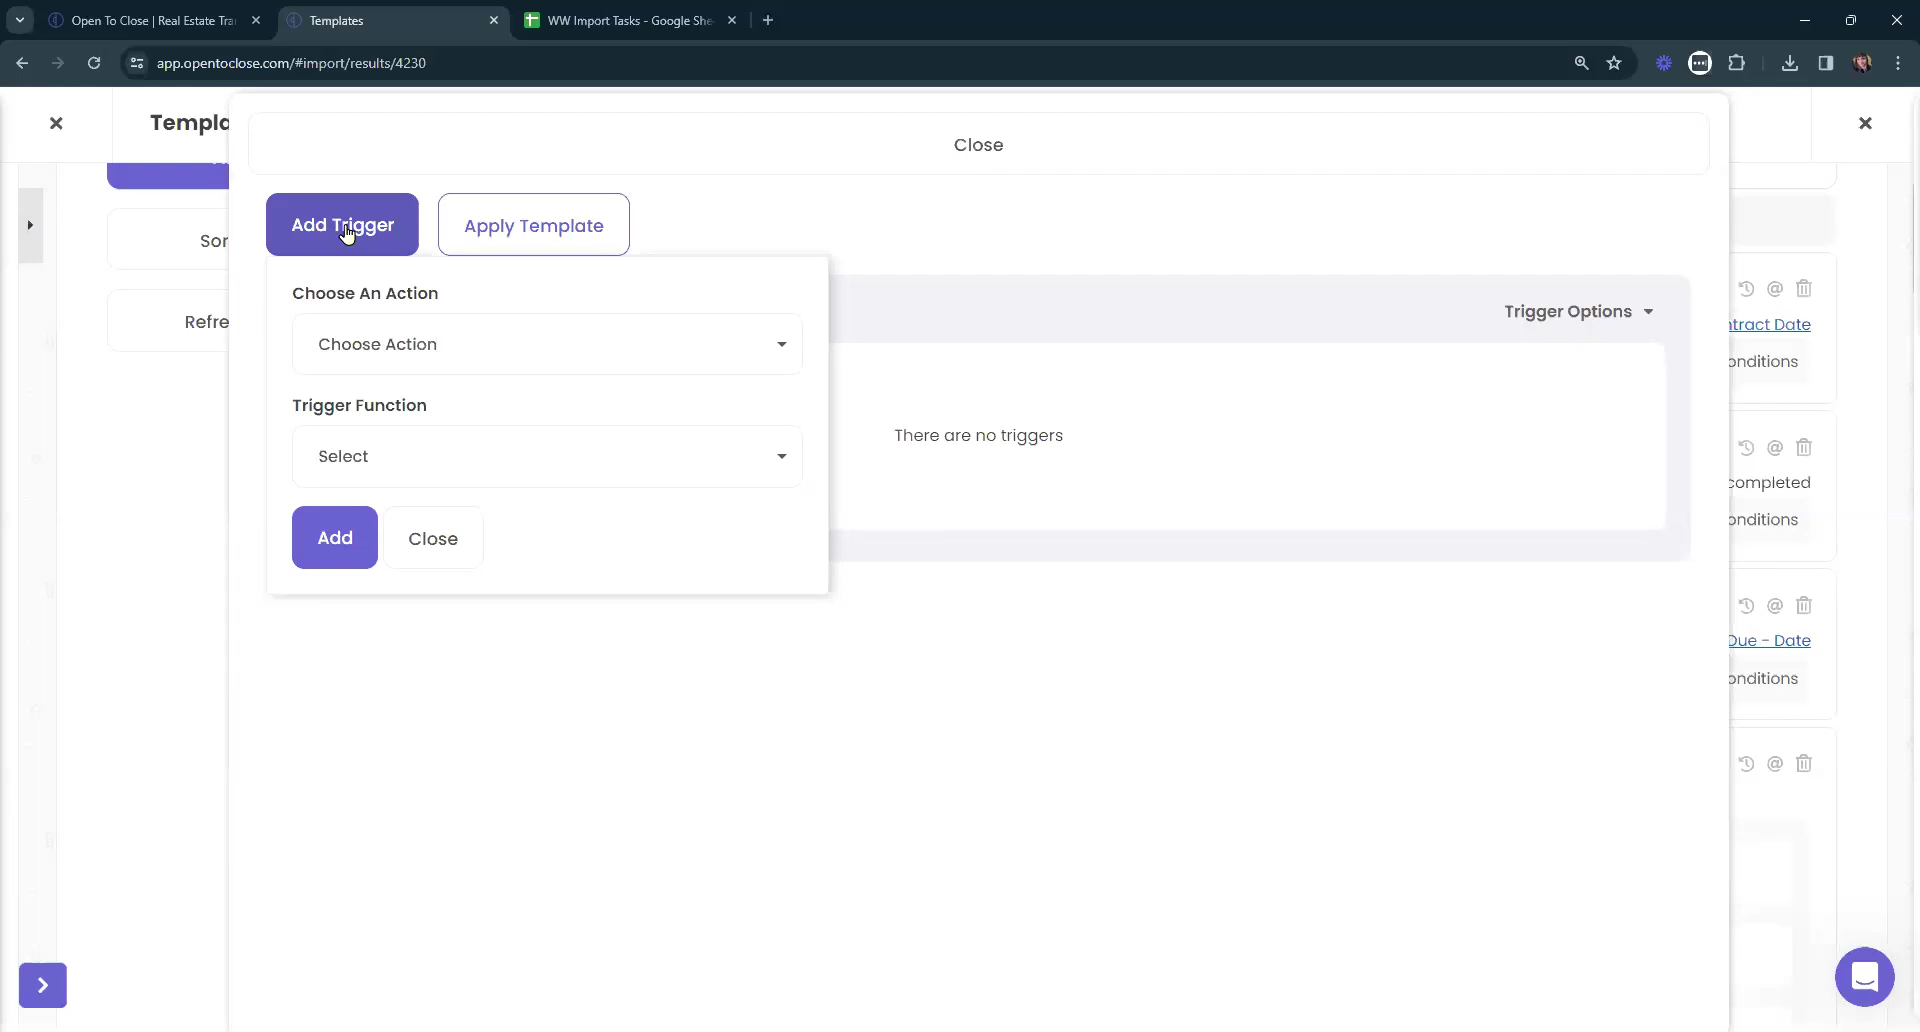 Open To Close | Real Estate Tra
Templates
WW Import Tasks - Google She
app.opentoclose.com/#import/results/4230
Templa
Close
Add Trigger
Apply Template
Sor
Refre
Choose An Action
Choose Action
Trigger Function
Select
Add
Close
Trigger Options
There are no triggers
ntract Date
onditions
completed
onditions
Due - Date
onditions